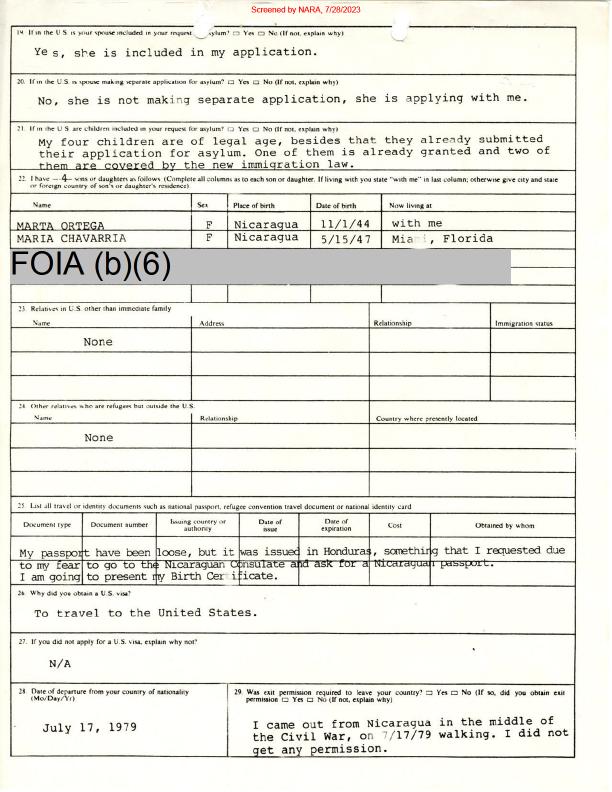 Screened by NARA, 7/28/2023
19. If in the U.S. is your spouse included in your request asylum? □ Yes □ No (If not, explain why)
Yes, she is included in my application.
20. If in the U.S. is spouse making separate application for asylum? □ Yes □ No (If not, explain why)
No, she is not making separate application, she is applying with me.
21. If in the U.S. are children included in your request for asylum? □ Yes □ No (If not, explain why)
My four children are of legal age, besides that they already submitted
their application for asylum. One of them is already granted and two of
them are covered by the new immigration law.
22. I have —4— sons or daughters as follows (Complete all columns as to each son or daughter. If living with you state "with me" in last column; otherwise give city and state
or foreign country of son's or daughter's residence).
Name Sex Place of birth Date of birth Now living at
MARTA ORTEGA F Nicaragua 11/1/44 with me
MARIA CHAVARRIA F Nicaragua 5/15/47 Miami, Florida
FOIA (b)(6)
23. Relatives in U.S. other than immediate family
Name Address Relationship Immigration status
None
24. Other relatives who are refugees but outside the U.S.
Name Relationship Country where presently located
None
25. List all travel or identity documents such as national passport, refugee convention travel document or national identity card
Document type Document number Issuing country or authority Date of issue Date of expiration Cost Obtained by whom
My passport have been loose, but it was issued in Honduras, something that I requested due
to my fear to go to the Nicaraguan Consulate and ask for a Nicaraguan passport.
I am going to present my Birth Certificate.
26. Why did you obtain a U.S. visa?
To travel to the United States.
27. If you did not apply for a U.S. visa, explain why not?
N/A
28. Date of departure from your country of nationality
(Mo/Day/Yr)
July 17, 1979
29. Was exit permission required to leave your country? □ Yes □ No (If so, did you obtain exit
permission □ Yes □ No (If not, explain why)
I came out from Nicaragua in the middle of
the Civil War, on 7/17/79 walking. I did not
get any permission.